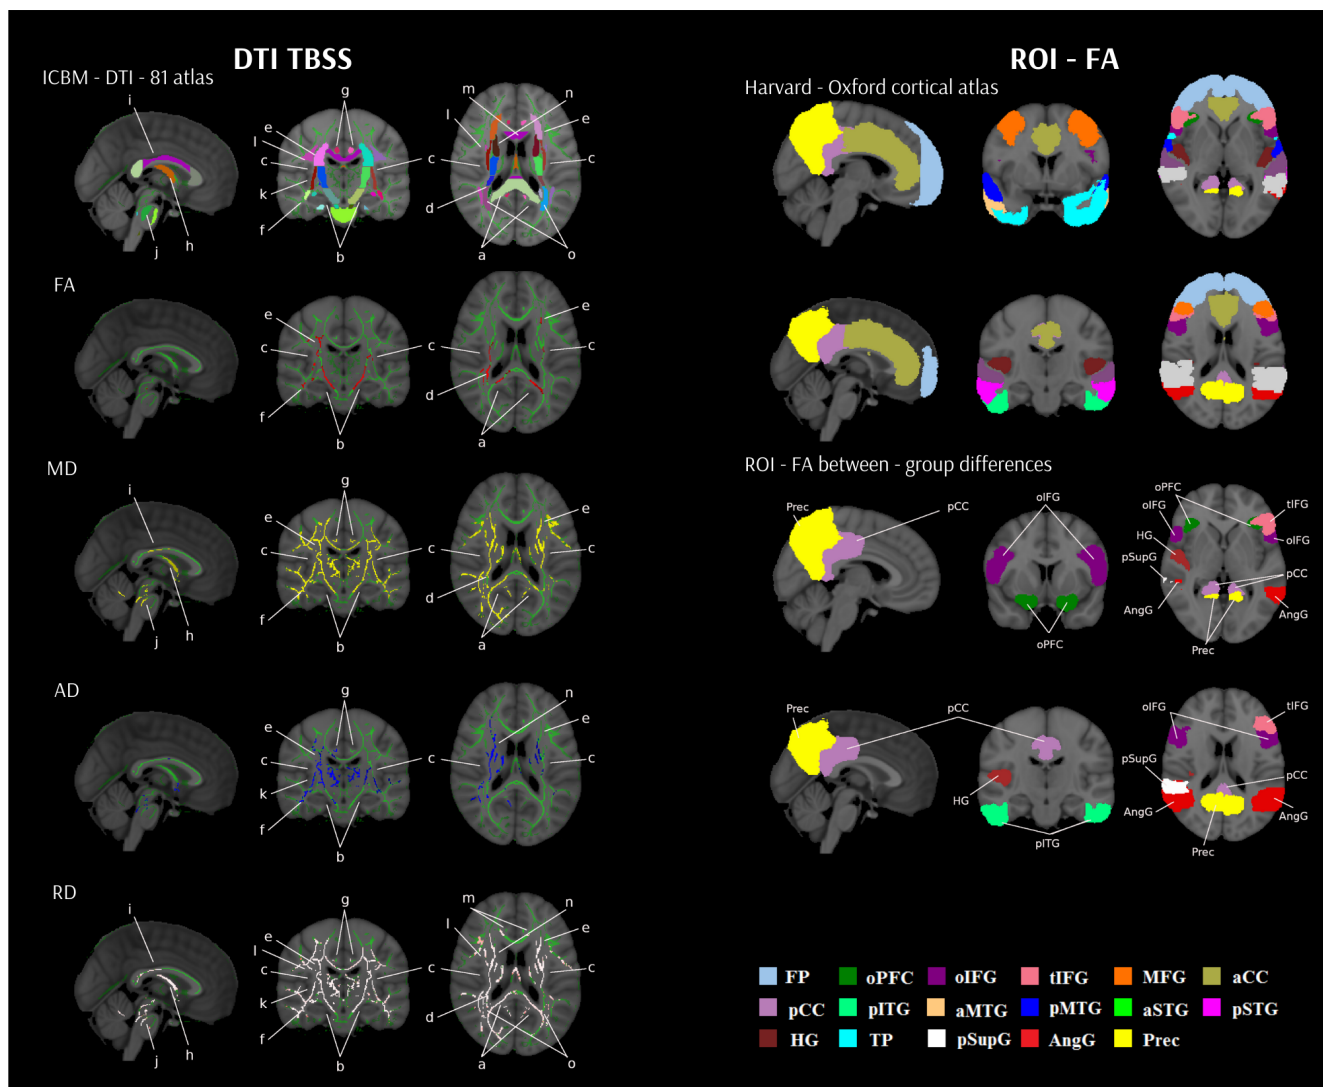 DTI TBSS
ICBM - DTI - 81 atlas
i
g
e
l
c
k
f
j
h
b
m
n
l
e
c
c
d
a
o
FA
e
c
f
b
e
c
c
d
a
MD
i
g
e
c
f
j
h
b
e
c
c
d
a
AD
g
e
c
k
f
b
n
e
c
c
RD
i
g
e
l
c
k
f
j
h
b
m
n
l
e
c
c
d
a
o
ROI - FA
Harvard - Oxford cortical atlas
ROI - FA between - group differences
Prec
pCC
oIFG
oPFC
oPFC
oIFG
HG
pSupG
AngG
tIFG
oIFG
pCC
AngG
Prec
Prec
pCC
HG
pITG
oIFG
tIFG
pSupG
AngG
pCC
AngG
Prec
FP oPFC oIFG tIFG MFG aCC
pCC pITG aMTG pMTG aSTG pSTG
HG TP pSupG AngG Prec